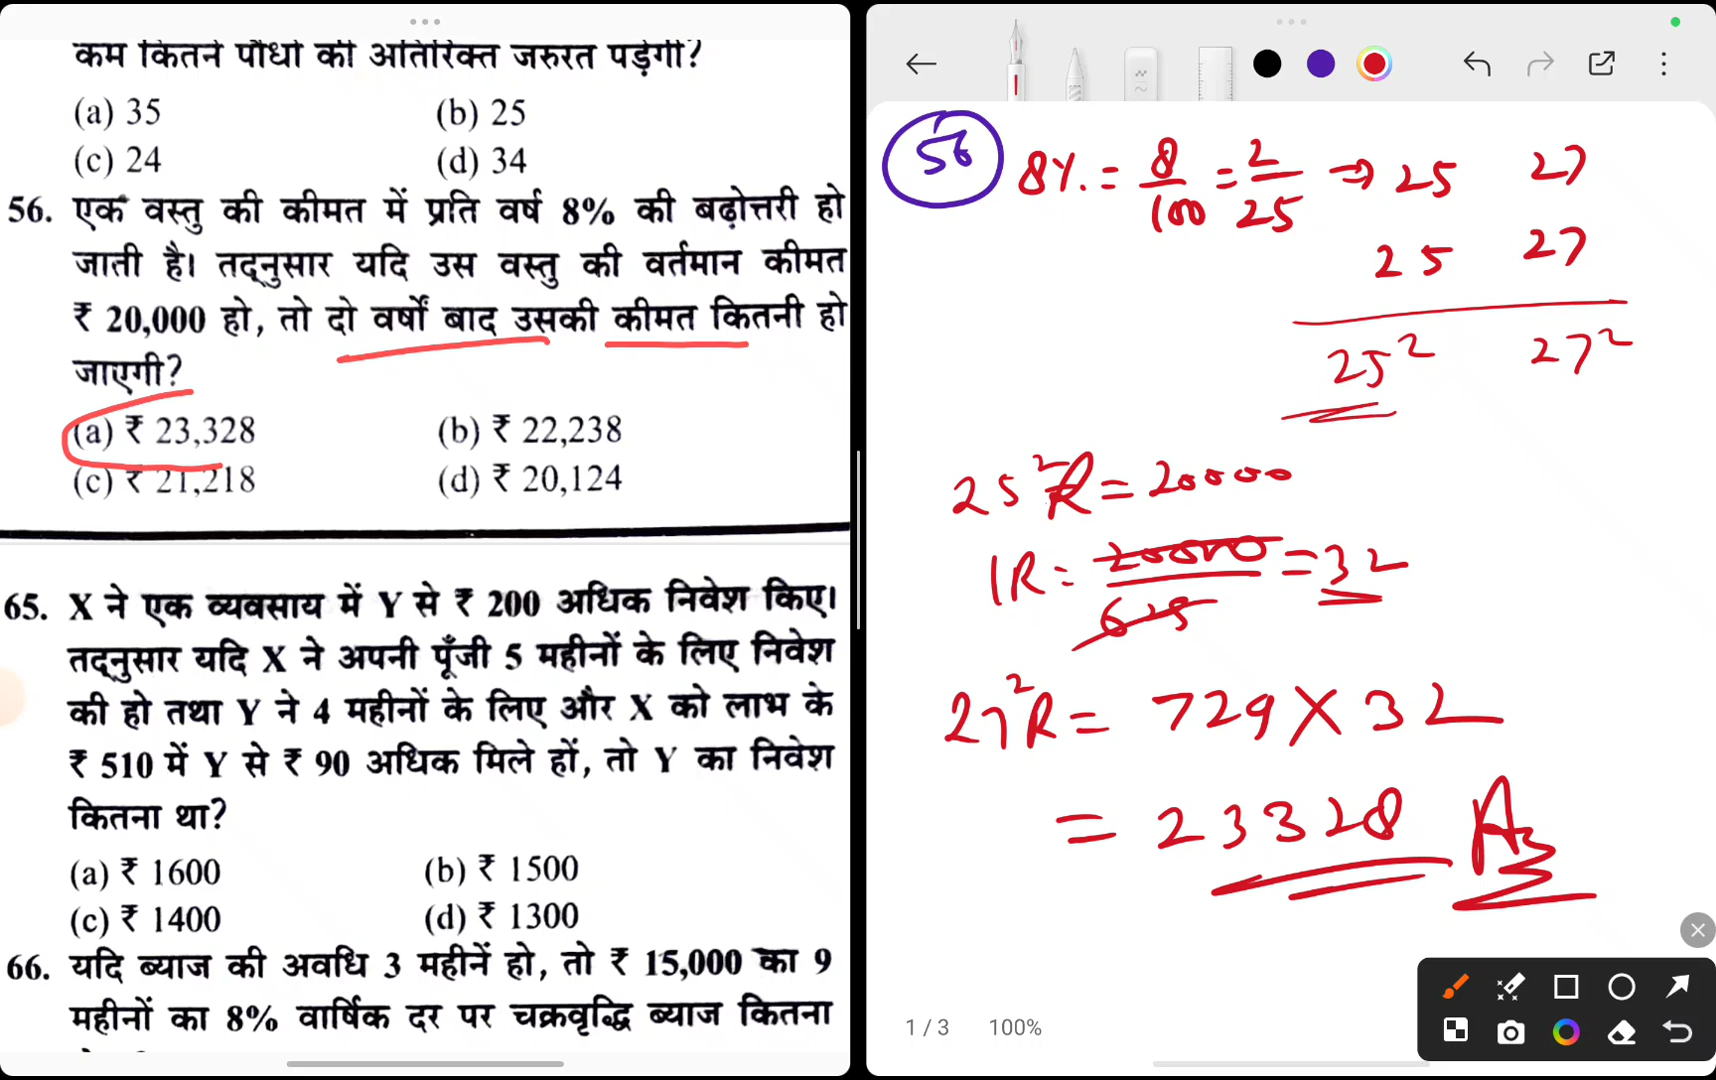 कम कितने पौधों की अतिरिक्त जरुरत पड़ेगी?
(a) 35 (b) 25
(c) 24 (d) 34
56. एक वस्तु की कीमत में प्रति वर्ष 8% की बढ़ोत्तरी हो
जाती है। तद्नुसार यदि उस वस्तु की वर्तमान कीमत
₹ 20,000 हो, तो दो वर्षों बाद उसकी कीमत कितनी हो
जाएगी?
(a) ₹ 23,328 (b) ₹ 22,238
(c) ₹ 21,218 (d) ₹ 20,124
65. X ने एक व्यवसाय में Y से ₹ 200 अधिक निवेश किए।
तद्नुसार यदि X ने अपनी पूँजी 5 महीनों के लिए निवेश
की हो तथा Y ने 4 महीनों के लिए और X को लाभ के
₹ 510 में Y से ₹ 90 अधिक मिले हों, तो Y का निवेश
कितना था?
(a) ₹ 1600 (b) ₹ 1500
(c) ₹ 1400 (d) ₹ 1300
66. यदि ब्याज की अवधि 3 महीनें हो, तो ₹ 15,000 का 9
महीनों का 8% वार्षिक दर पर चक्रवृद्धि ब्याज कितना
56 8% = 8/100 = 2/25 ⇒ 25 27
25 27
25² 27²
25²R = 20000
1R = 20000/625 = 32
27²R = 729 × 32
= 23328 Ans
1 / 3 100%